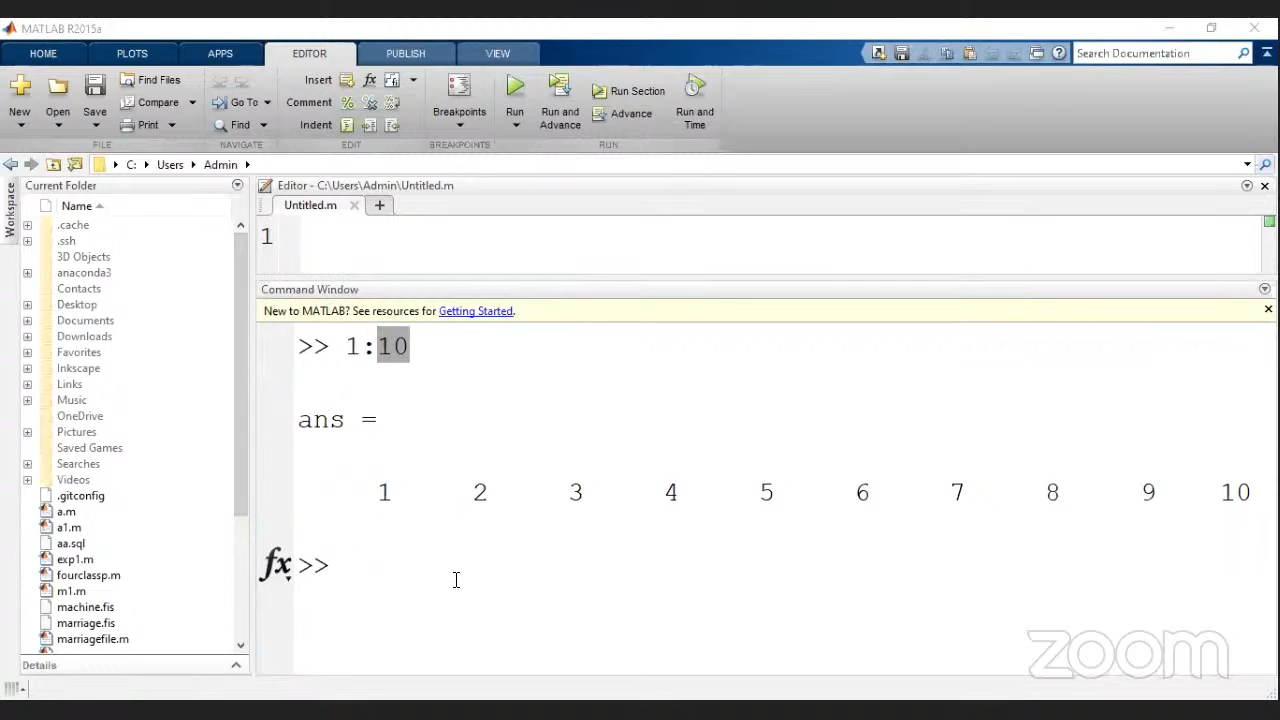 MATLAB R2015a
HOME PLOTS APPS EDITOR PUBLISH VIEW Search Documentation
New Open Save Find Files Compare Print
FILE
Go To Find
NAVIGATE
Insert fx
Comment
Indent
EDIT
Breakpoints
BREAKPOINTS
Run Run and Advance Run Section Advance Run and Time
RUN
C: Users Admin
Workspace
Current Folder
Name
.cache
.ssh
3D Objects
anaconda3
Contacts
Desktop
Documents
Downloads
Favorites
Inkscape
Links
Music
OneDrive
Pictures
Saved Games
Searches
Videos
.gitconfig
a.m
a1.m
aa.sql
exp1.m
fourclassp.m
m1.m
machine.fis
marriage.fis
marriagefile.m
Details
Editor - C:\Users\Admin\Untitled.m
Untitled.m
1
Command Window
New to MATLAB? See resources for Getting Started.
>> 1:10
ans =
1 2 3 4 5 6 7 8 9 10
fx >>
zoom